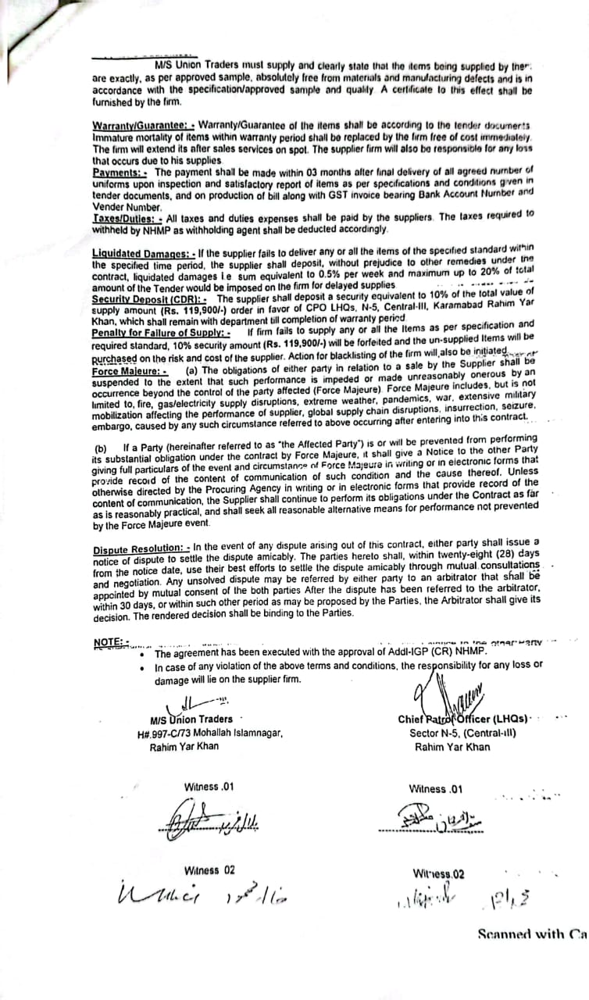 M/S Union Traders must supply and clearly state that the items being supplied by
are exactly, as per approved sample, absolutely free from materials and manufacturing defects and is in
accordance with the specification/approved sample and quality A certificate to this effect shall be
furnished by the firm.
Warranty/Guarantee: - Warranty/Guarantee of the items shall be according to the tender documents
Immature mortality of items within warranty period shall be replaced by the firm free of cost immediately.
The firm will extend its after sales services on spot. The supplier firm will also be responsible for any loss
that occurs due to his supplies
Payments: - The payment shall be made within 03 months after final delivery of all agreed number of
uniforms upon inspection and satisfactory report of items as per specifications and conditions given in
tender documents, and on production of bill along with GST invoice bearing Bank Account Number and
Vender Number.
Taxes/Duties: - All taxes and duties expenses shall be paid by the suppliers. The taxes required to
withheld by NHMP as withholding agent shall be deducted accordingly.
Liquidated Damages: - If the supplier fails to deliver any or all the items of the specified standard within
the specified time period, the supplier shall deposit, without prejudice to other remedies under the
contract, liquidated damages i.e sum equivalent to 0.5% per week and maximum up to 20% of total
amount of the Tender would be imposed on the firm for delayed supplies
Security Deposit (CDR): - The supplier shall deposit a security equivalent to 10% of the total value of
supply amount (Rs. 119,900/-) order in favor of CPO LHQs, N-5, Central-III, Karamabad Rahim Yar
Khan, which shall remain with department till completion of warranty period
Penalty for Failure of Supply: - If firm fails to supply any or all the Items as per specification and
required standard, 10% security amount (Rs. 119,900/-) will be forfeited and the un-supplied Items will be
purchased on the risk and cost of the supplier. Action for blacklisting of the firm will also be initiated
Force Majeure: - (a) The obligations of either party in relation to a sale by the Supplier shall be
suspended to the extent that such performance is impeded or made unreasonably onerous by an
occurrence beyond the control of the party affected (Force Majeure) Force Majeure includes, but is not
limited to, fire, gas/electricity supply disruptions, extreme weather, pandemics, war, extensive military
mobilization affecting the performance of supplier, global supply chain disruptions, insurrection, seizure,
embargo, caused by any such circumstance referred to above occurring after entering into this contract.
(b) If a Party (hereinafter referred to as "the Affected Party") is or will be prevented from performing
its substantial obligation under the contract by Force Majeure, it shall give a Notice to the other Party
giving full particulars of the event and circumstance of Force Majeure in writing or in electronic forms that
provide record of the content of communication of such condition and the cause thereof. Unless
otherwise directed by the Procuring Agency in writing or in electronic forms that provide record of the
content of communication, the Supplier shall continue to perform its obligations under the Contract as far
as is reasonably practical, and shall seek all reasonable alternative means for performance not prevented
by the Force Majeure event.
Dispute Resolution: - In the event of any dispute arising out of this contract, either party shall issue a
notice of dispute to settle the dispute amicably. The parties hereto shall, within twenty-eight (28) days
from the notice date, use their best efforts to settle the dispute amicably through mutual consultations
and negotiation. Any unsolved dispute may be referred by either party to an arbitrator that shall be
appointed by mutual consent of the both parties After the dispute has been referred to the arbitrator,
within 30 days, or within such other period as may be proposed by the Parties, the Arbitrator shall give its
decision. The rendered decision shall be binding to the Parties.
NOTE: -
• The agreement has been executed with the approval of Addl-IGP (CR) NHMP.
• In case of any violation of the above terms and conditions, the responsibility for any loss or
damage will lie on the supplier firm.
M/S Union Traders
H#.997-C/73 Mohallah Islamnagar,
Rahim Yar Khan
Chief Patrol Officer (LHQs)
Sector N-5, (Central-III)
Rahim Yar Khan
Witness .01
Witness .01
Witness 02
Witness.02
Scanned with Ca